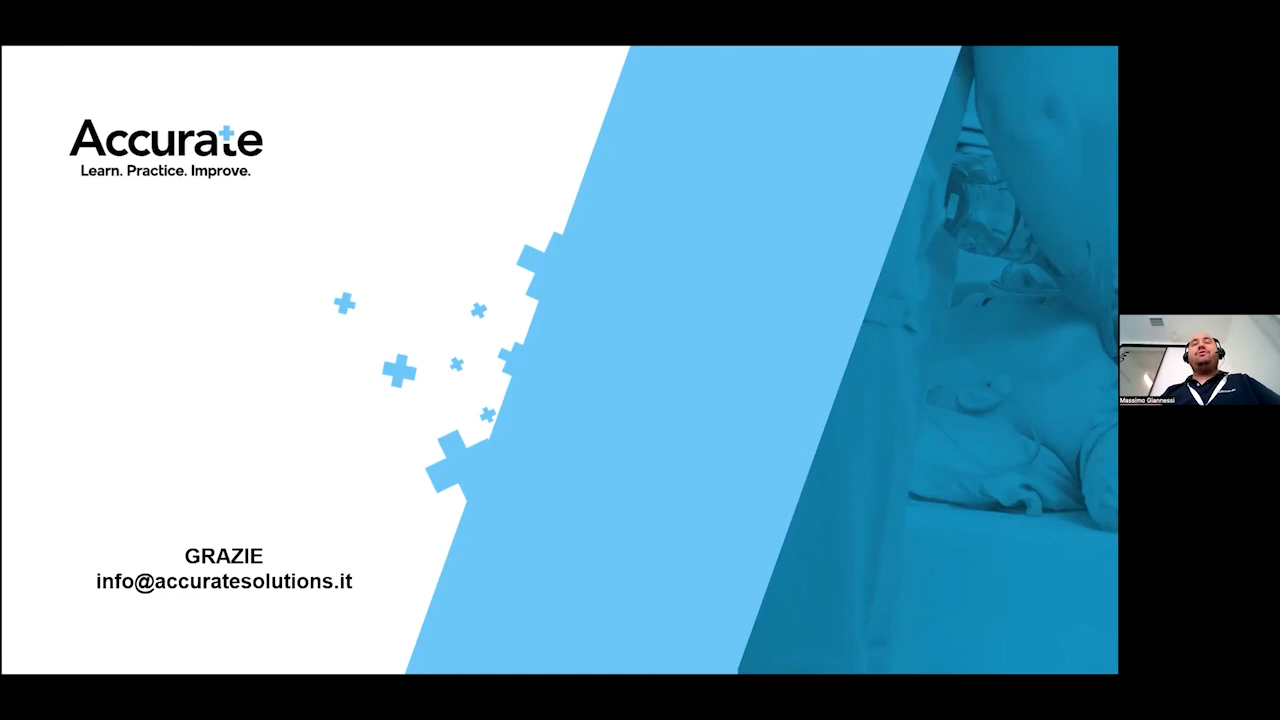 Accurate
Learn. Practice. Improve.
GRAZIE
info@accuratesolutions.it
Massimo Giannessi